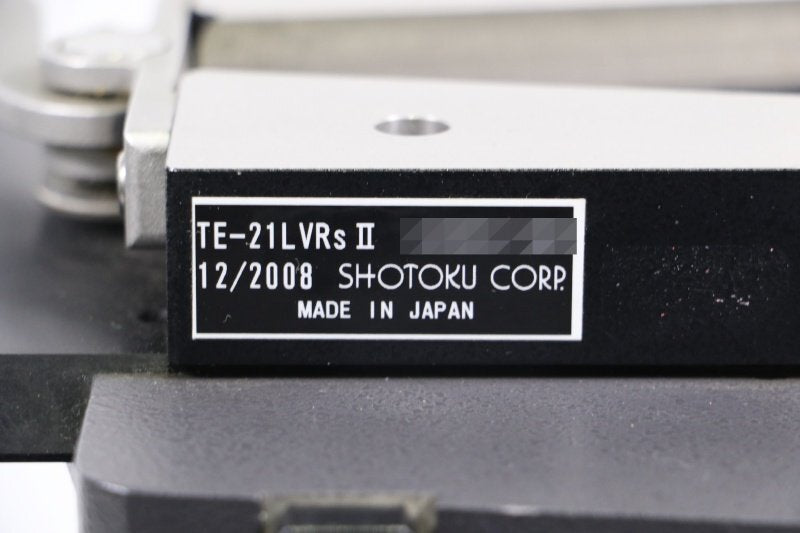 TE-21LVRs II
12/2008 SHOTOKU CORP.
MADE IN JAPAN